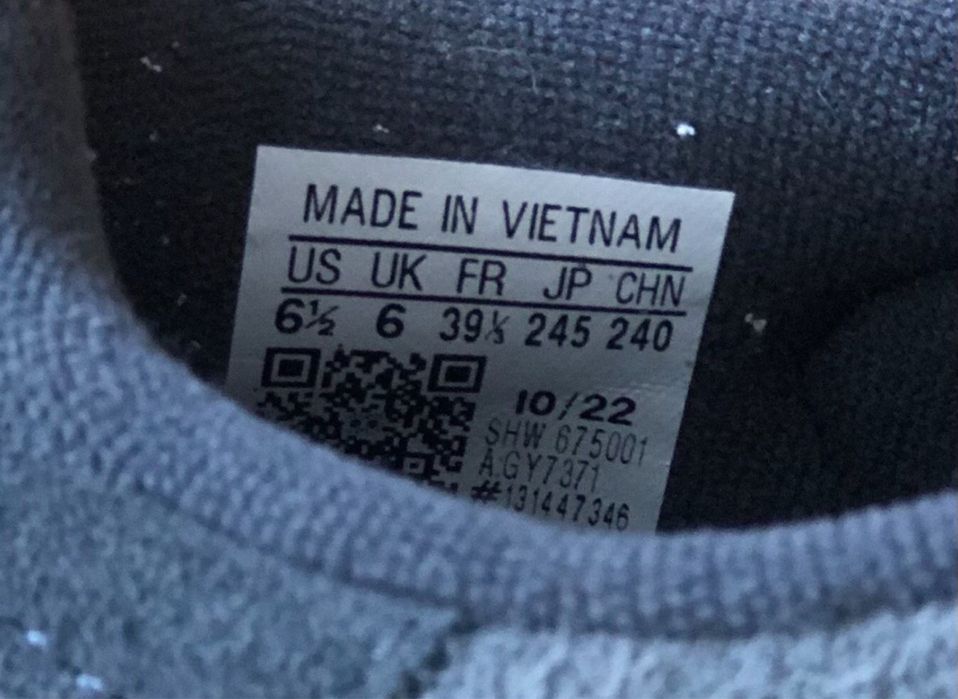 MADE IN VIETNAM
US UK FR JP CHN
6½ 6 39⅓ 245 240
10/22
SHW 675001
A.GY7371
#131447346